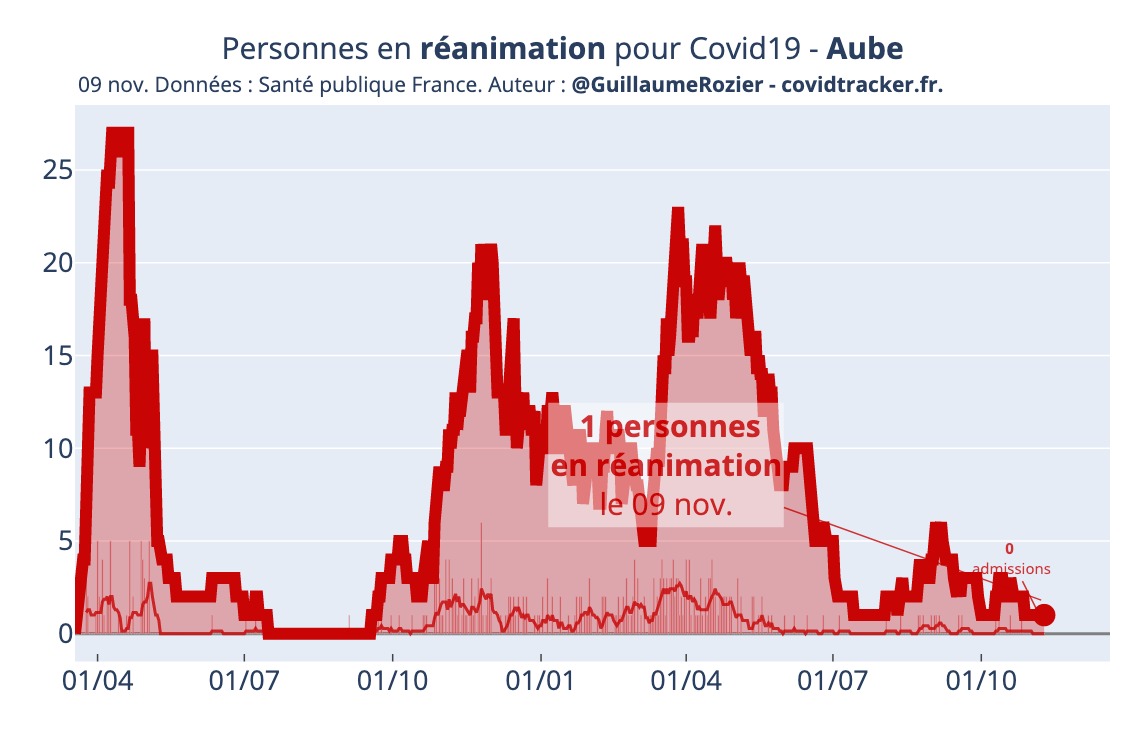 Personnes en réanimation pour Covid19 - Aube
09 nov. Données : Santé publique France. Auteur : @GuillaumeRozier - covidtracker.fr.
25
20
15
10
5
0
1 personnes
en réanimation
le 09 nov.
0
admissions
01/04
01/07
01/10
01/01
01/04
01/07
01/10